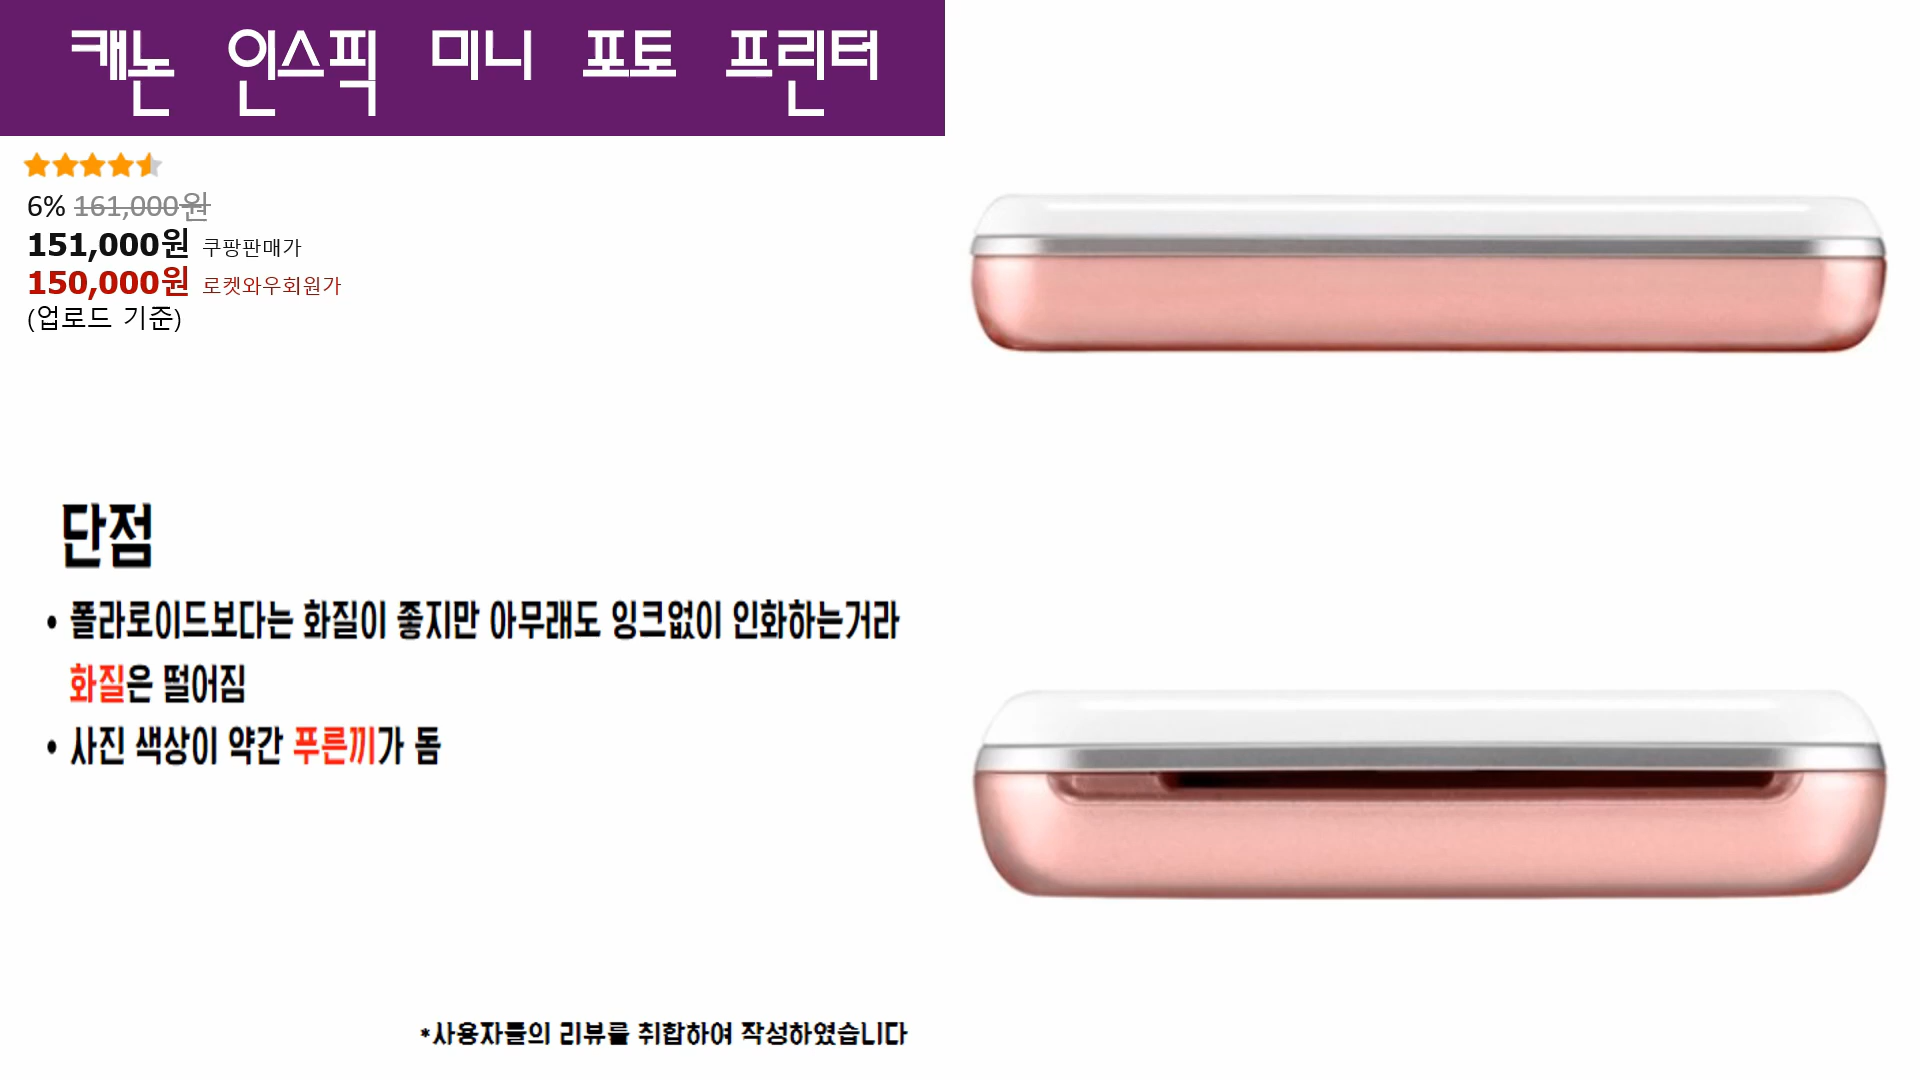 캐논 인스픽 미니 포토 프린터
6% 161,000원
151,000원 쿠팡판매가
150,000원 로켓와우회원가
(업로드 기준)
단점
• 폴라로이드보다는 화질이 좋지만 아무래도 잉크없이 인화하는거라
화질은 떨어짐
• 사진 색상이 약간 푸른끼가 돔
*사용자들의 리뷰를 취합하여 작성하였습니다